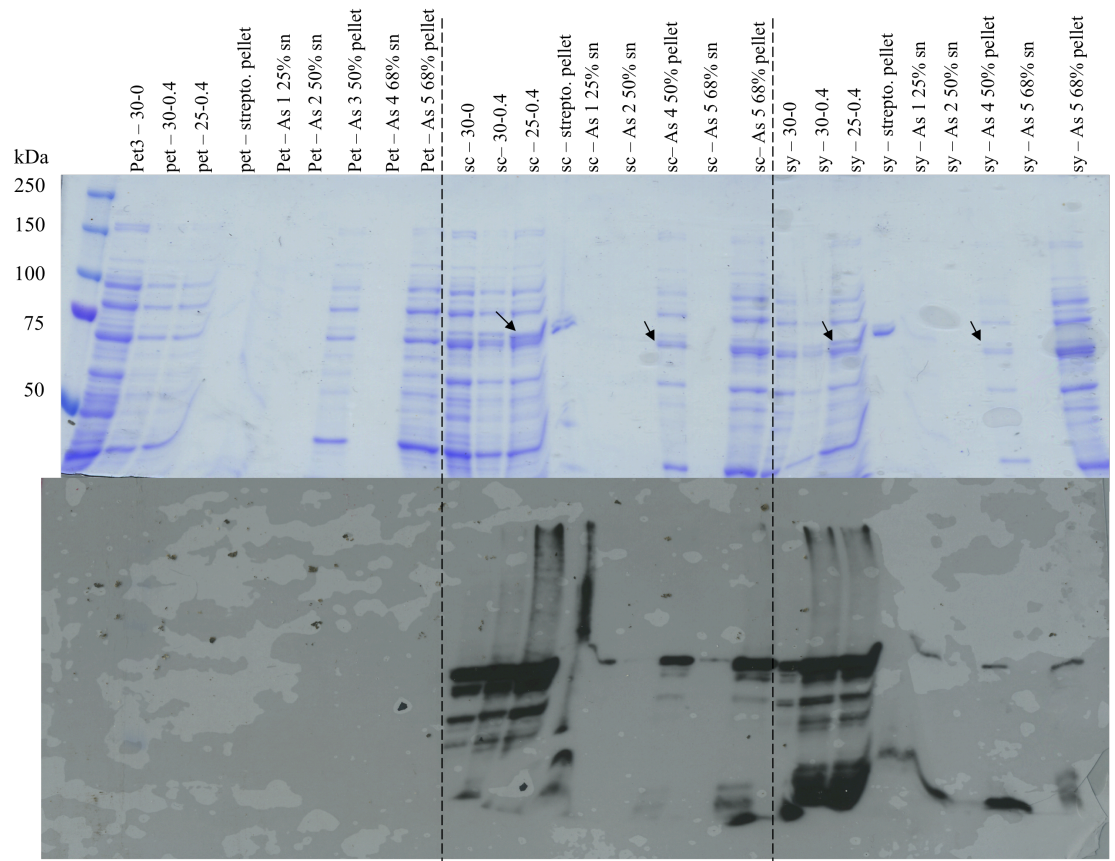 Pet3 – 30-0
pet – 30-0.4
pet – 25-0.4
pet – strepto. pellet
Pet – As 1 25% sn
Pet – As 2 50% sn
Pet – As 3 50% pellet
Pet – As 4 68% sn
Pet – As 5 68% pellet
sc – 30-0
sc – 30-0.4
sc – 25-0.4
sc – strepto. pellet
sc – As 1 25% sn
sc – As 2 50% sn
sc– As 4 50% pellet
sc – As 5 68% sn
sc– As 5 68% pellet
sy – 30-0
sy – 30-0.4
sy – 25-0.4
sy – strepto. pellet
sy – As 1 25% sn
sy – As 2 50% sn
sy – As 4 50% pellet
sy – As 5 68% sn
sy – As 5 68% pellet
kDa
250
150
100
75
50